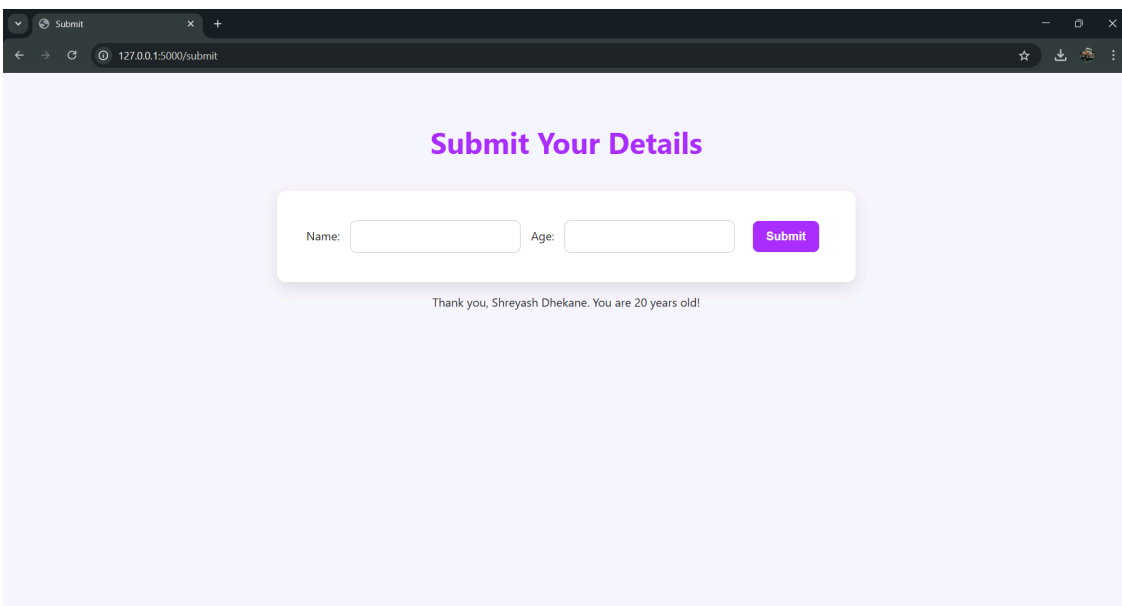 Submit
127.0.0.1:5000/submit
Submit Your Details
Name: Age: Submit
Thank you, Shreyash Dhekane. You are 20 years old!